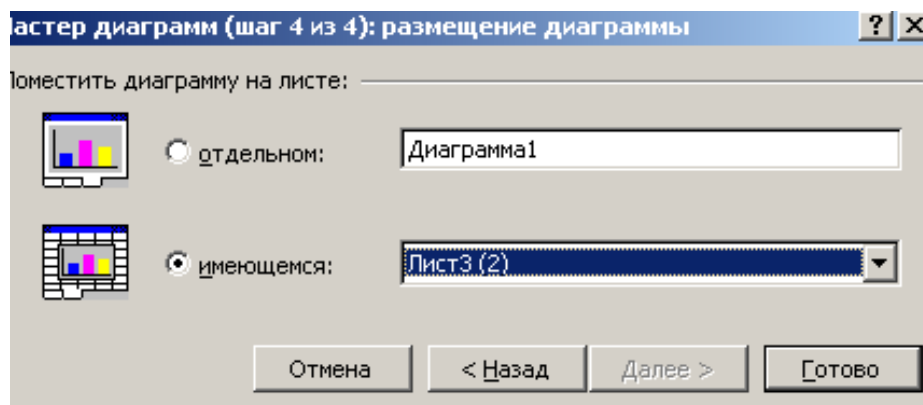 астер диаграмм (шаг 4 из 4): размещение диаграммы
Поместить диаграмму на листе:
отдельном: Диаграмма1
имеющемся: Лист3 (2)
Отмена < Назад Далее > Готово